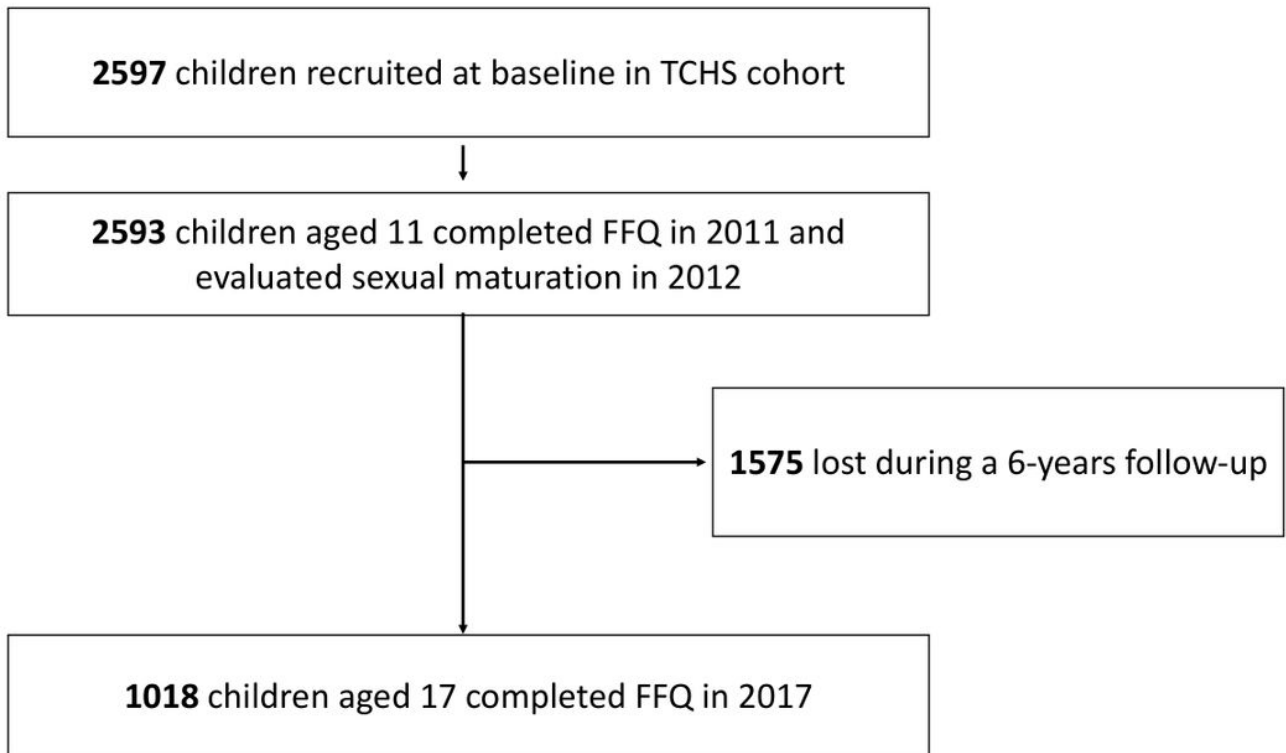 2597 children recruited at baseline in TCHS cohort
2593 children aged 11 completed FFQ in 2011 and
evaluated sexual maturation in 2012
1575 lost during a 6-years follow-up
1018 children aged 17 completed FFQ in 2017